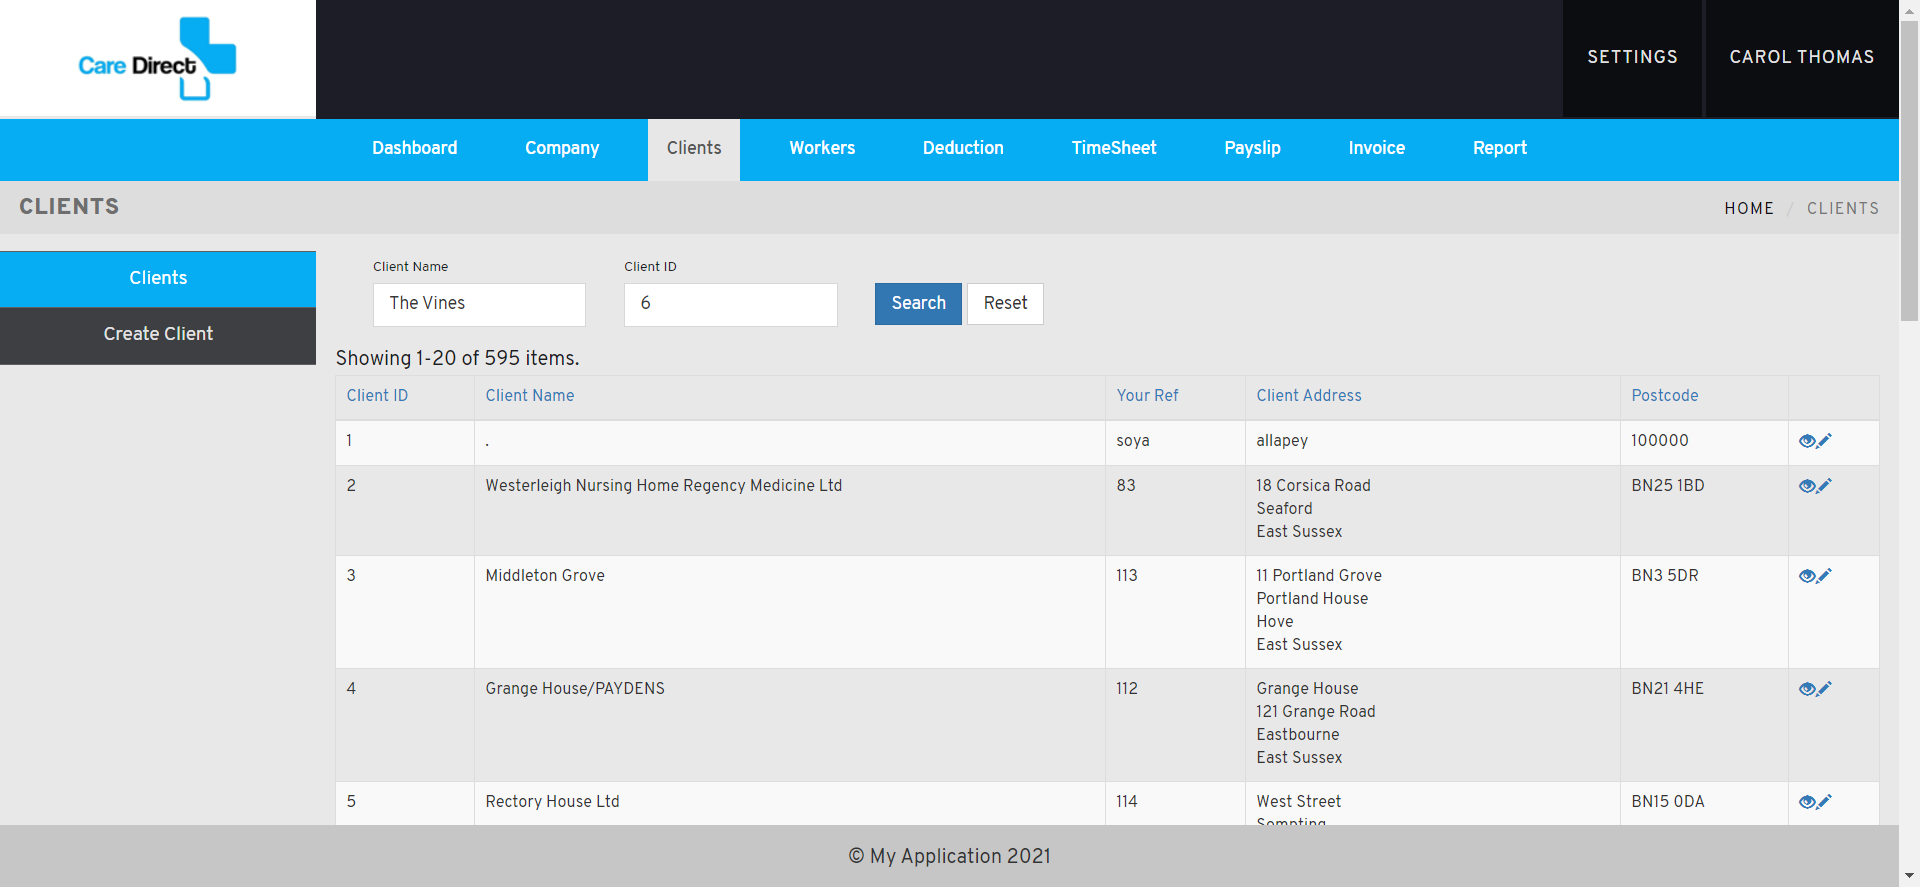 Care Direct
SETTINGS
CAROL THOMAS
Dashboard
Company
Clients
Workers
Deduction
TimeSheet
Payslip
Invoice
Report
CLIENTS
HOME / CLIENTS
Clients
Create Client
Client Name
Client ID
The Vines
6
Search
Reset
Showing 1-20 of 595 items.
Client ID Client Name Your Ref Client Address Postcode
1 . soya allapey 100000
2 Westerleigh Nursing Home Regency Medicine Ltd 83 18 Corsica Road BN25 1BD
Seaford
East Sussex
3 Middleton Grove 113 11 Portland Grove BN3 5DR
Portland House
Hove
East Sussex
4 Grange House/PAYDENS 112 Grange House BN21 4HE
121 Grange Road
Eastbourne
East Sussex
5 Rectory House Ltd 114 West Street BN15 0DA
Sompting
© My Application 2021